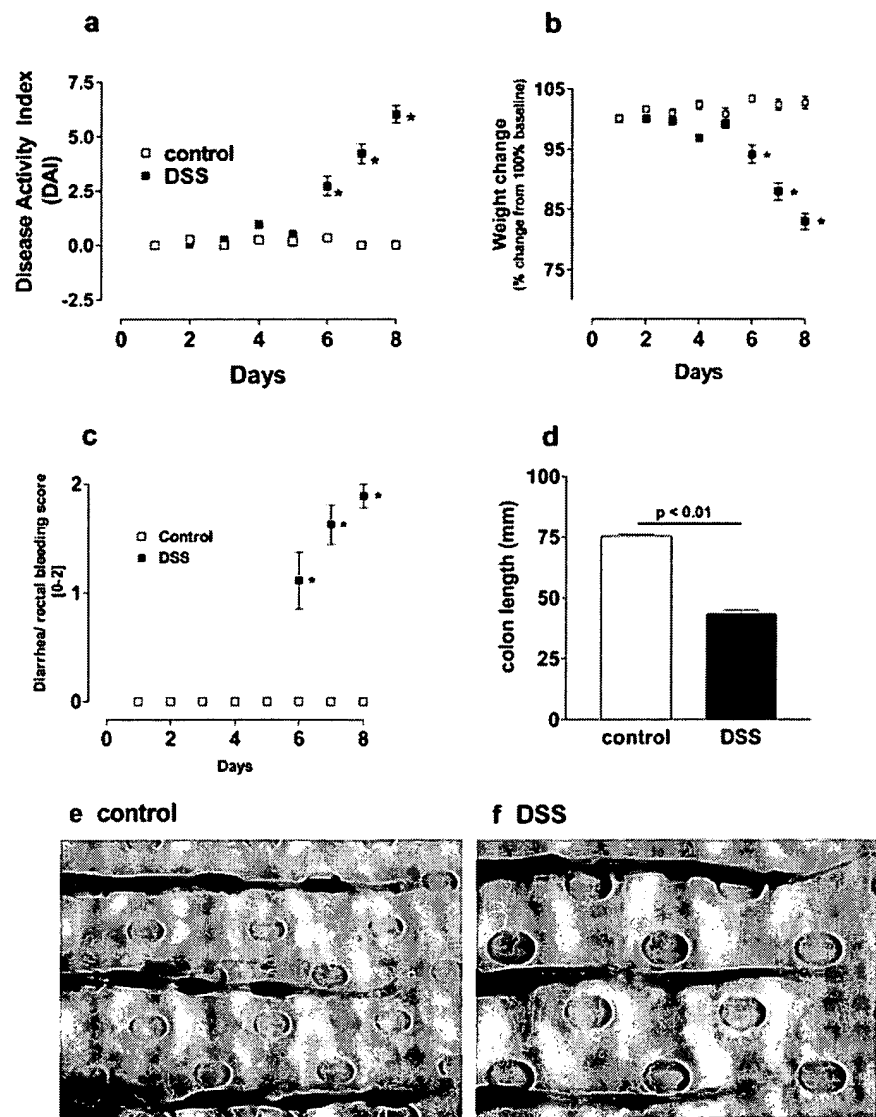 a
Disease Activity Index
(DAI)
7.5
5.0
2.5
0.0
-2.5
control
DSS
*
*
*
0
2
4
6
8
Days
b
Weight change
(% change from 100% baseline)
105
95
85
75
*
*
*
0
2
4
6
8
Days
c
Diarrhea/ rectal bleeding score
[0-2]
2
1
0
Control
DSS
*
*
*
0
2
4
6
8
Days
d
colon length (mm)
100
75
50
25
0
p < 0.01
control
DSS
e control
f DSS